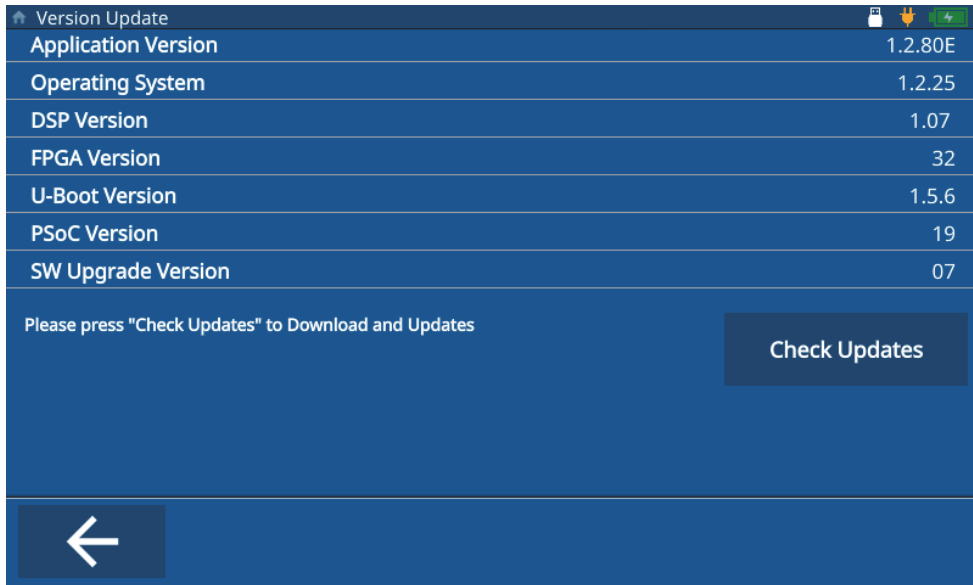 Version Update
Application Version 1.2.80E
Operating System 1.2.25
DSP Version 1.07
FPGA Version 32
U-Boot Version 1.5.6
PSoC Version 19
SW Upgrade Version 07
Please press "Check Updates" to Download and Updates
Check Updates